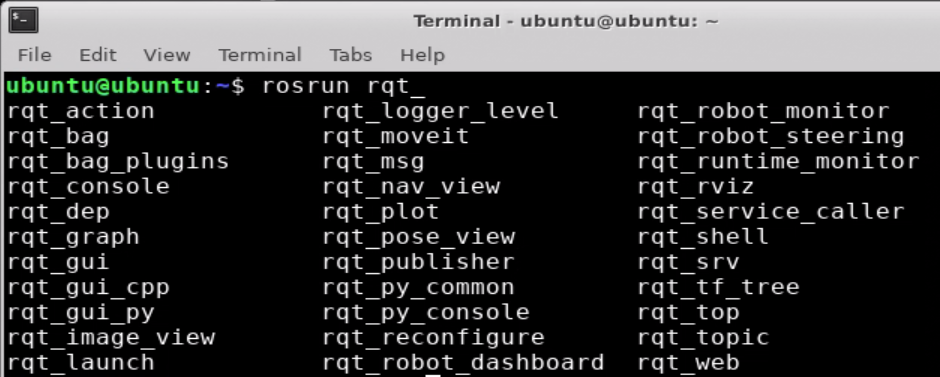 Terminal - ubuntu@ubuntu: ~
File Edit View Terminal Tabs Help
ubuntu@ubuntu:~$ rosrun rqt_
rqt_action rqt_logger_level rqt_robot_monitor
rqt_bag rqt_moveit rqt_robot_steering
rqt_bag_plugins rqt_msg rqt_runtime_monitor
rqt_console rqt_nav_view rqt_rviz
rqt_dep rqt_plot rqt_service_caller
rqt_graph rqt_pose_view rqt_shell
rqt_gui rqt_publisher rqt_srv
rqt_gui_cpp rqt_py_common rqt_tf_tree
rqt_gui_py rqt_py_console rqt_top
rqt_image_view rqt_reconfigure rqt_topic
rqt_launch rqt_robot_dashboard rqt_web